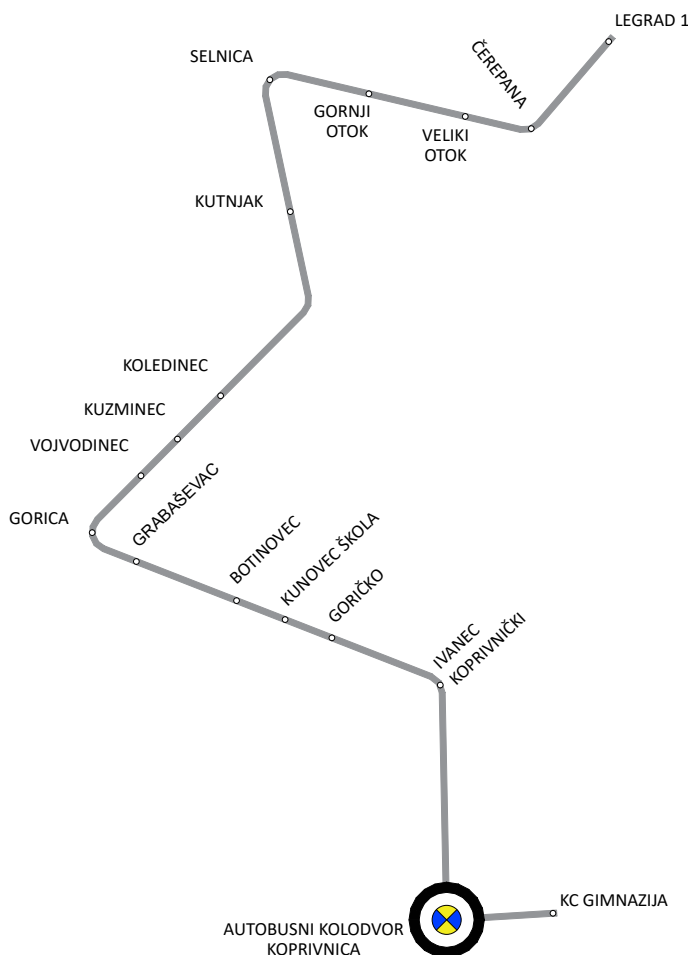 LEGRAD 1
ČEREPANA
SELNICA
GORNJI
OTOK
VELIKI
OTOK
KUTNJAK
KOLEDINEC
KUZMINEC
VOJVODINEC
GORICA
GRABAŠEVAC
BOTINOVEC
KUNOVEC ŠKOLA
GORIČKO
IVANEC
KOPRIVNIČKI
KC GIMNAZIJA
AUTOBUSNI KOLODVOR
KOPRIVNICA